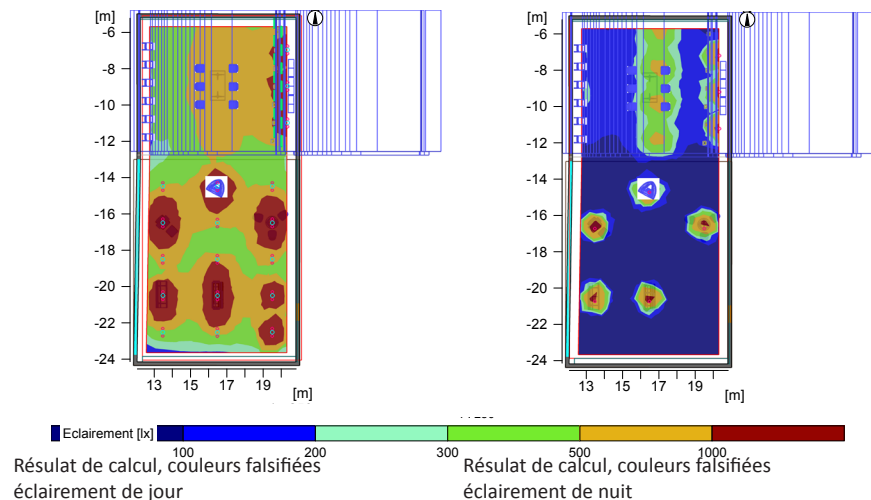 [m]
-6
-8
-10
-12
-14
-16
-18
-20
-22
-24
13 15 17 19
[m]
[m]
-6
-8
-10
-12
-14
-16
-18
-20
-22
-24
13 15 17 19
[m]
Eclairement [lx]
100 200 300 500 1000
Résulat de calcul, couleurs falsifiées
éclairement de jour
Résulat de calcul, couleurs falsifiées
éclairement de nuit